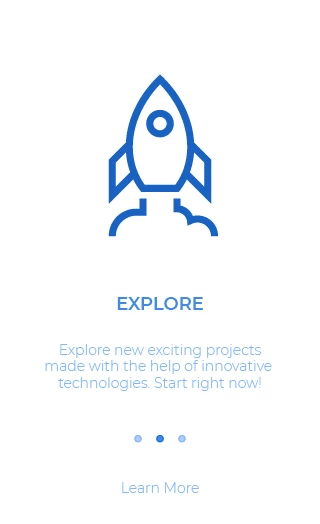 EXPLORE
Explore new exciting projects
made with the help of innovative
technologies. Start right now!
Learn More